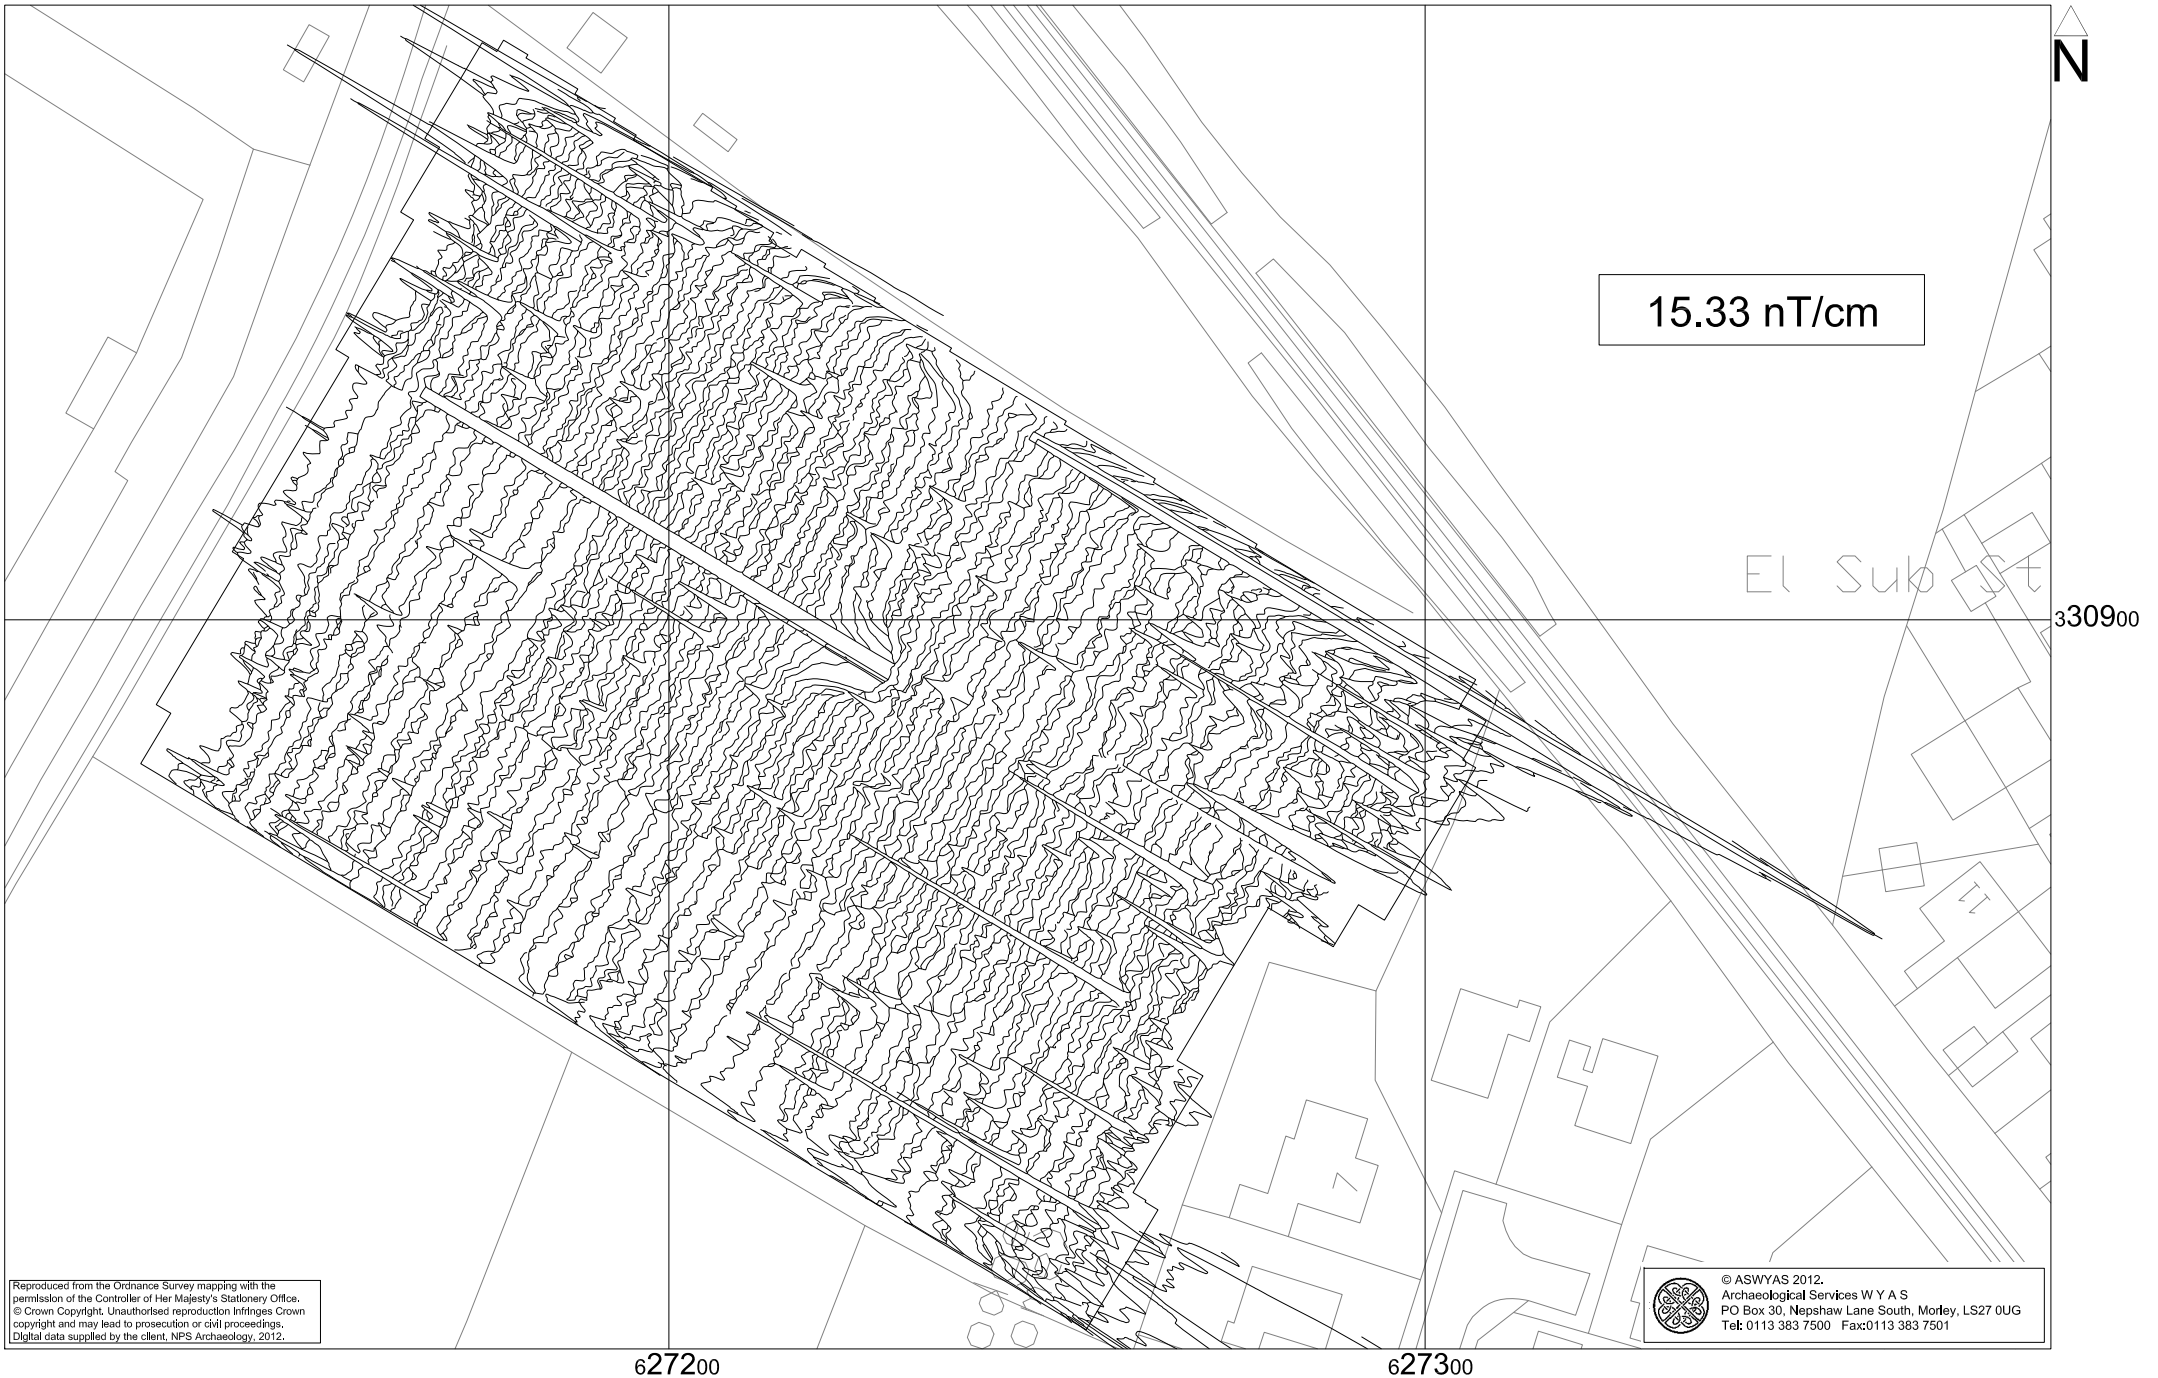 N
15.33 nT/cm
El Sub St
330900
11
7
Reproduced from the Ordnance Survey mapping with the
permission of the Controller of Her Majesty's Stationery Office.
© Crown Copyright. Unauthorised reproduction infringes Crown
copyright and may lead to prosecution or civil proceedings.
Digital data supplied by the client, NPS Archaeology, 2012.
© ASWYAS 2012.
Archaeological Services W Y A S
PO Box 30, Nepshaw Lane South, Morley, LS27 0UG
Tel: 0113 383 7500 Fax:0113 383 7501
627200
627300